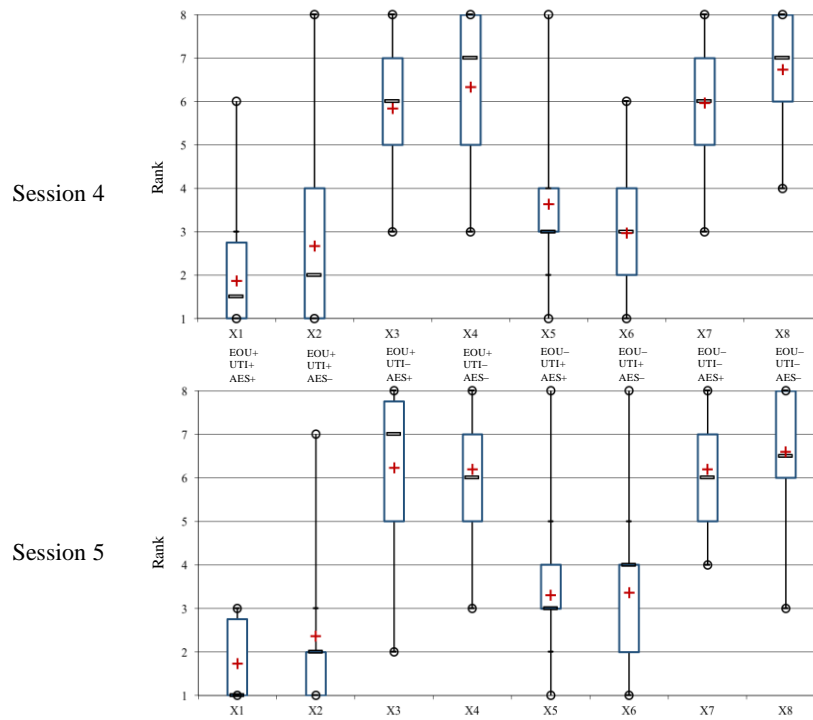 8
7
6
5
4
3
2
1
Rank
Session 4
X1 X2 X3 X4 X5 X6 X7 X8
EOU+ EOU+ EOU+ EOU+ EOU– EOU– EOU– EOU–
UTI+ UTI+ UTI– UTI– UTI+ UTI+ UTI– UTI–
AES+ AES– AES+ AES– AES+ AES– AES+ AES–
8
7
6
5
4
3
2
1
Rank
Session 5
X1 X2 X3 X4 X5 X6 X7 X8